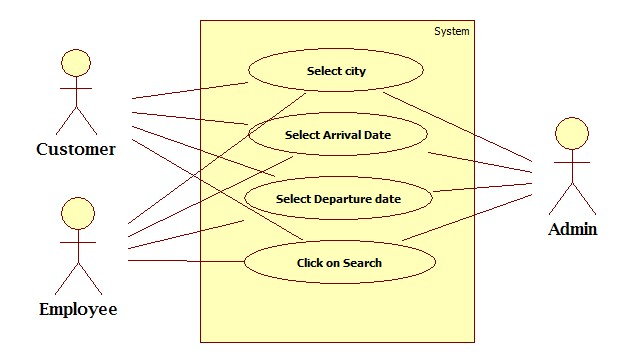 System
Select city
Customer
Select Arrival Date
Select Departure date
Admin
Click on Search
Employee